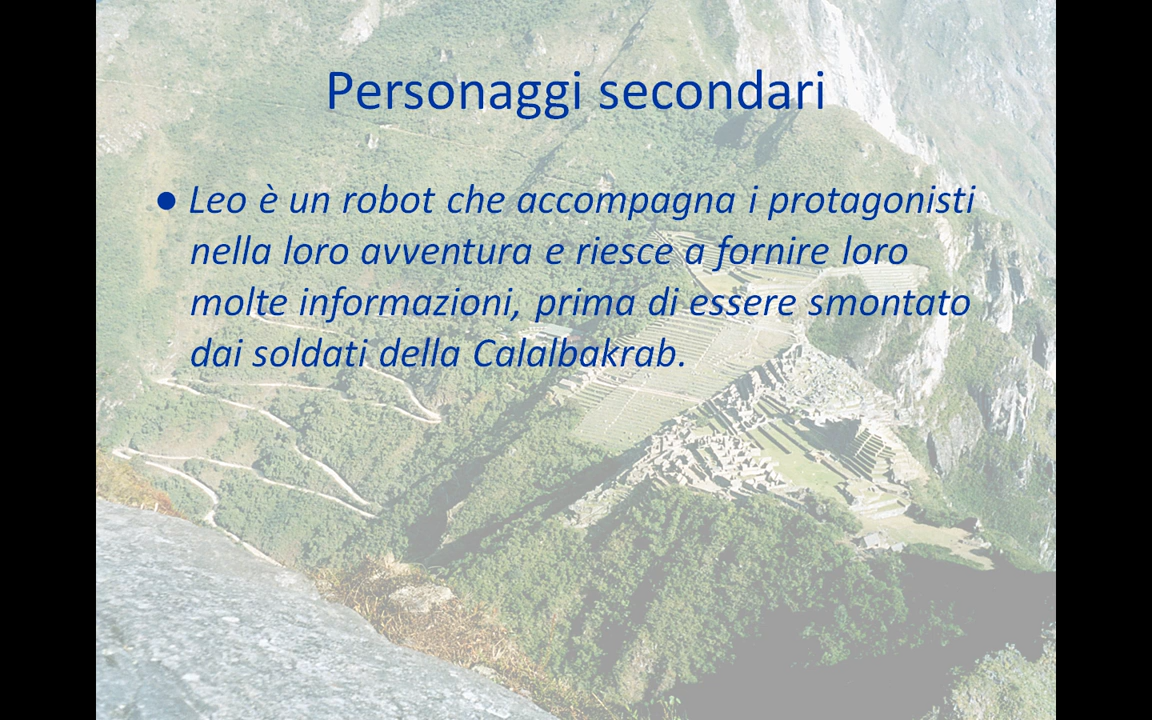 Personaggi secondari
● Leo è un robot che accompagna i protagonisti
nella loro avventura e riesce a fornire loro
molte informazioni, prima di essere smontato
dai soldati della Calalbakrab.